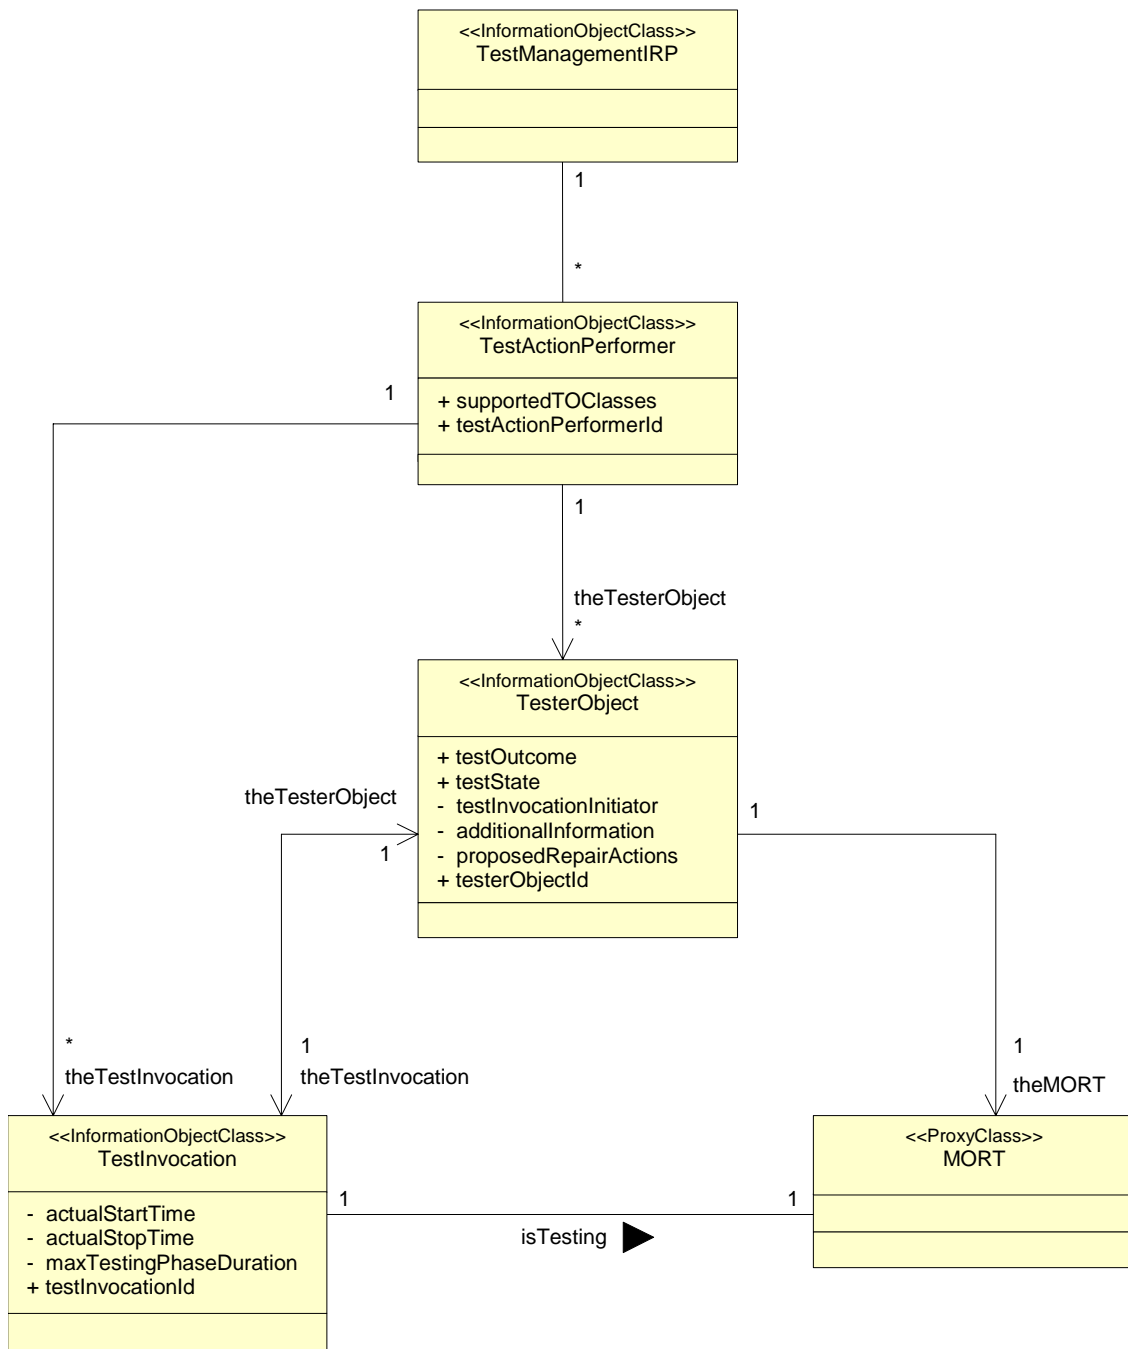 <<InformationObjectClass>>
TestManagementIRP
1
*
<<InformationObjectClass>>
TestActionPerformer
+ supportedTOClasses
+ testActionPerformerId
1
1
theTesterObject
*
<<InformationObjectClass>>
TesterObject
+ testOutcome
+ testState
- testInvocationInitiator
- additionalInformation
- proposedRepairActions
+ testerObjectId
theTesterObject
1
1
*
theTestInvocation
1
theTestInvocation
1
theMORT
<<InformationObjectClass>>
TestInvocation
- actualStartTime
- actualStopTime
- maxTestingPhaseDuration
+ testInvocationId
1
isTesting
1
<<ProxyClass>>
MORT